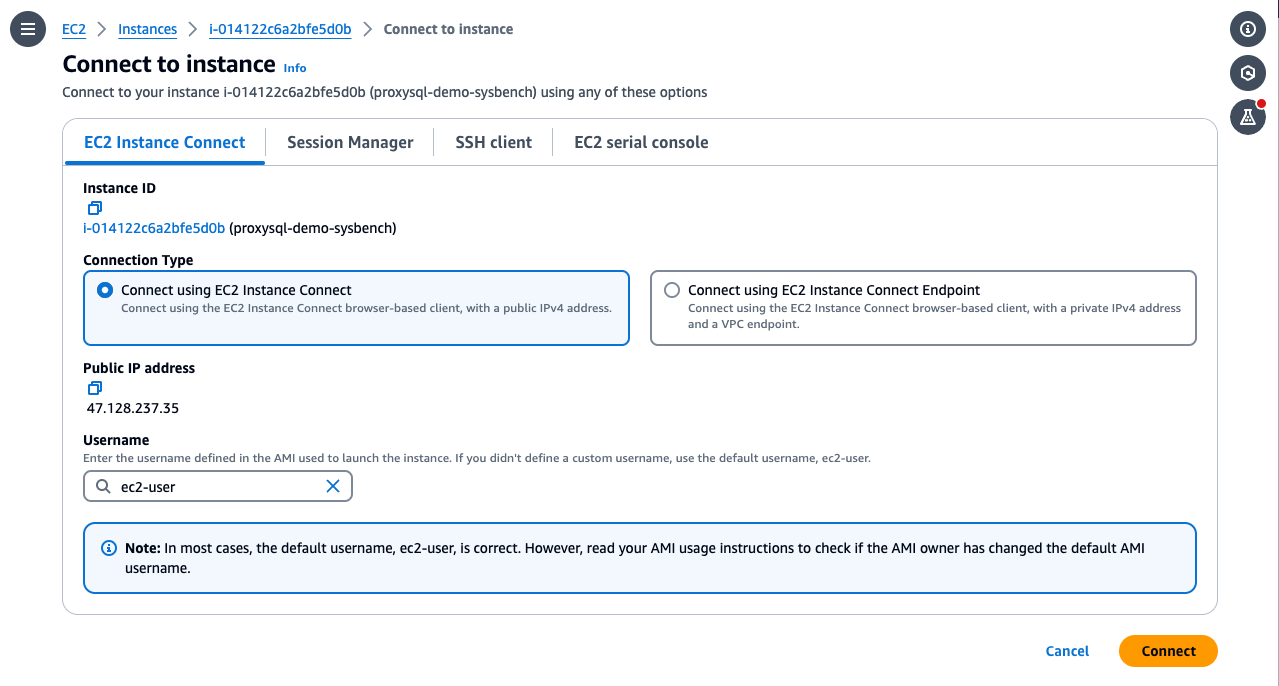 EC2 > Instances > i-014122c6a2bfe5d0b > Connect to instance
Connect to instance Info
Connect to your instance i-014122c6a2bfe5d0b (proxysql-demo-sysbench) using any of these options
EC2 Instance Connect Session Manager SSH client EC2 serial console
Instance ID
i-014122c6a2bfe5d0b (proxysql-demo-sysbench)
Connection Type
Connect using EC2 Instance Connect
Connect using the EC2 Instance Connect browser-based client, with a public IPv4 address.
Connect using EC2 Instance Connect Endpoint
Connect using the EC2 Instance Connect browser-based client, with a private IPv4 address
and a VPC endpoint.
Public IP address
47.128.237.35
Username
Enter the username defined in the AMI used to launch the instance. If you didn't define a custom username, use the default username, ec2-user.
ec2-user
Note: In most cases, the default username, ec2-user, is correct. However, read your AMI usage instructions to check if the AMI owner has changed the default AMI
username.
Cancel Connect